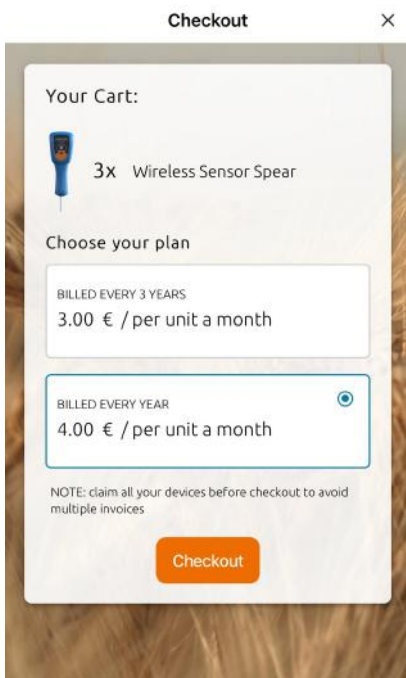 Checkout
Your Cart:
3x Wireless Sensor Spear
Choose your plan
BILLED EVERY 3 YEARS
3.00 € / per unit a month
BILLED EVERY YEAR
4.00 € / per unit a month
NOTE: claim all your devices before checkout to avoid
multiple invoices
Checkout